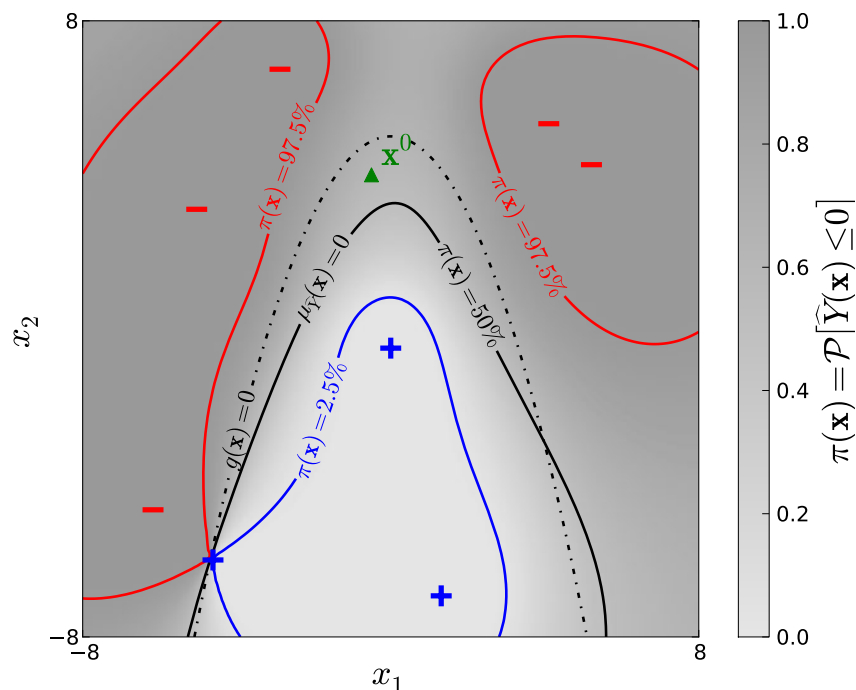 8
-8
-8
8
x₁
x₂
π(𝐱)=97.5%
π(𝐱)=97.5%
𝐱⁰
μ_Ŷ(𝐱)=0
π(𝐱)=50%
π(𝐱)=2.5%
g(𝐱)=0
1.0
0.8
0.6
0.4
0.2
0.0
π(𝐱)=𝒫[Ŷ(𝐱)≤0]